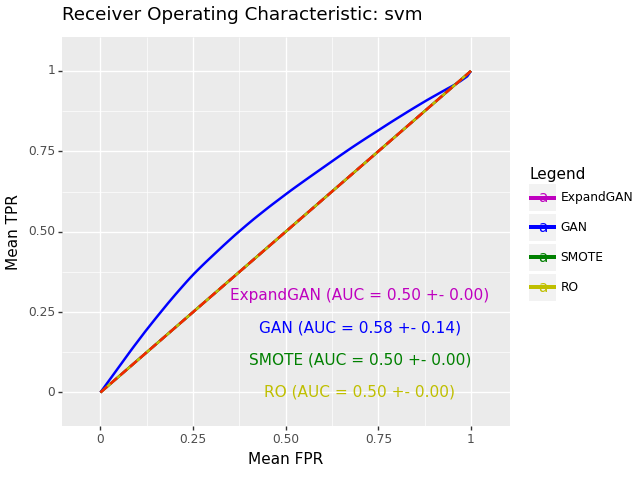 Receiver Operating Characteristic: svm
Mean TPR
1
0.75
0.50
0.25
0
ExpandGAN (AUC = 0.50 +- 0.00)
GAN (AUC = 0.58 +- 0.14)
SMOTE (AUC = 0.50 +- 0.00)
RO (AUC = 0.50 +- 0.00)
0 0.25 0.50 0.75 1
Mean FPR
Legend
a ExpandGAN
a GAN
a SMOTE
a RO